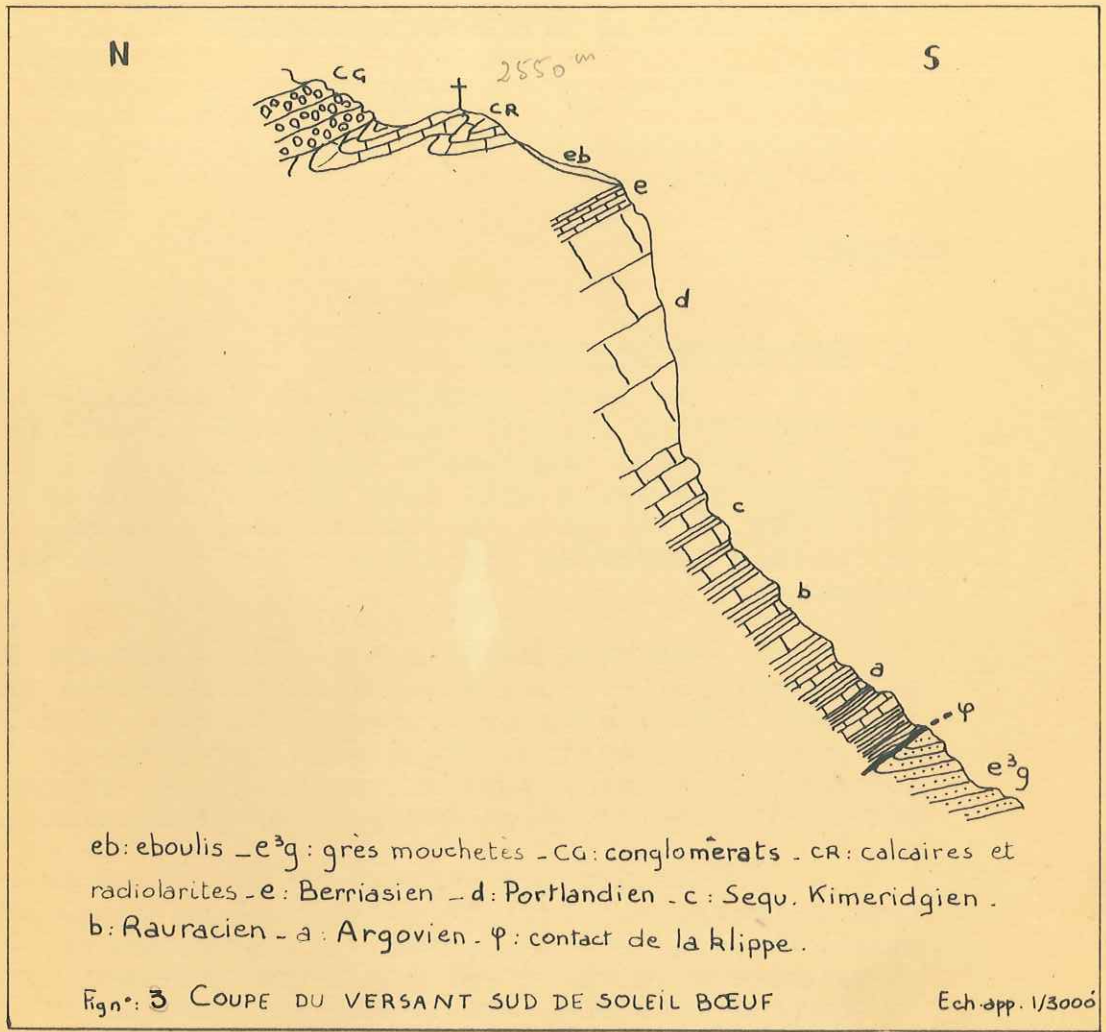 N
S
2550 m
CG
CR
eb
e
d
c
b
a
φ
e³g
eb: eboulis _ e³g: grès mouchetés - CG: conglomérats - CR: calcaires et
radiolarites - e: Berriasien - d: Portlandien - c: Sequ. Kimeridgien.
b: Rauracien - a: Argovien - φ: contact de la klippe.
Fig n°: 3 COUPE DU VERSANT SUD DE SOLEIL BŒUF
Ech. app. 1/3000